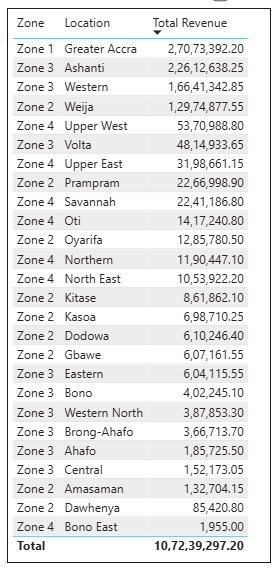 Zone Location Total Revenue
Zone 1 Greater Accra 2,70,73,392.20
Zone 3 Ashanti 2,26,12,638.25
Zone 3 Western 1,66,41,342.85
Zone 2 Weija 1,29,74,877.55
Zone 4 Upper West 53,70,988.80
Zone 3 Volta 48,14,933.65
Zone 4 Upper East 31,98,661.15
Zone 2 Prampram 22,66,998.90
Zone 4 Savannah 22,41,186.80
Zone 4 Oti 14,17,240.80
Zone 2 Oyarifa 12,85,780.50
Zone 4 Northern 11,90,447.10
Zone 4 North East 10,53,922.20
Zone 2 Kitase 8,61,862.10
Zone 2 Kasoa 6,98,710.25
Zone 2 Dodowa 6,10,246.40
Zone 2 Gbawe 6,07,161.55
Zone 3 Eastern 6,04,115.55
Zone 3 Bono 4,02,245.10
Zone 3 Western North 3,87,853.30
Zone 3 Brong-Ahafo 3,66,713.70
Zone 3 Ahafo 1,85,725.50
Zone 3 Central 1,52,173.05
Zone 2 Amasaman 1,32,704.15
Zone 2 Dawhenya 85,420.80
Zone 4 Bono East 1,955.00
Total 10,72,39,297.20